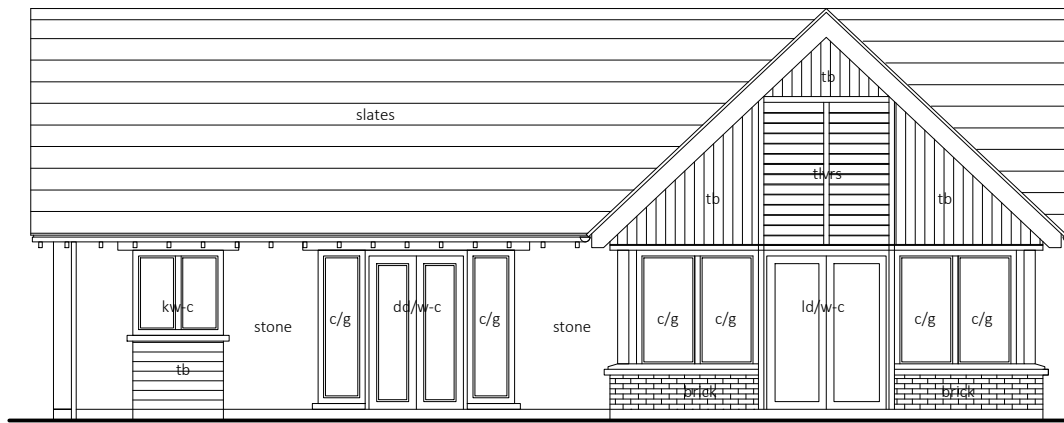 tb
slates
tlvrs
tb
tb
kw-c
dd/w-c
ld/w-c
stone
c/g
c/g
stone
c/g
c/g
c/g
c/g
tb
brick
brick